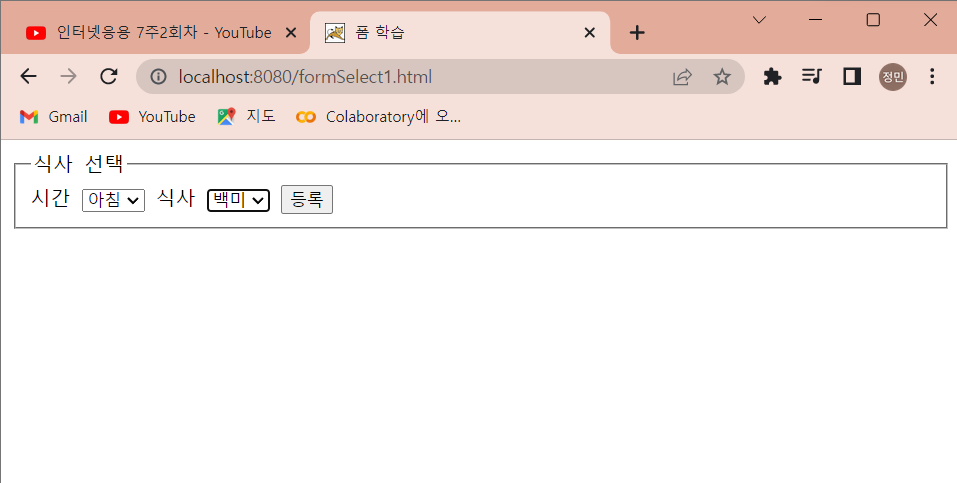 인터넷응용 7주2회차 - YouTube
폼 학습
localhost:8080/formSelect1.html
정민
Gmail
YouTube
지도
Colaboratory에 오...
식사 선택
시간 아침 식사 백미 등록